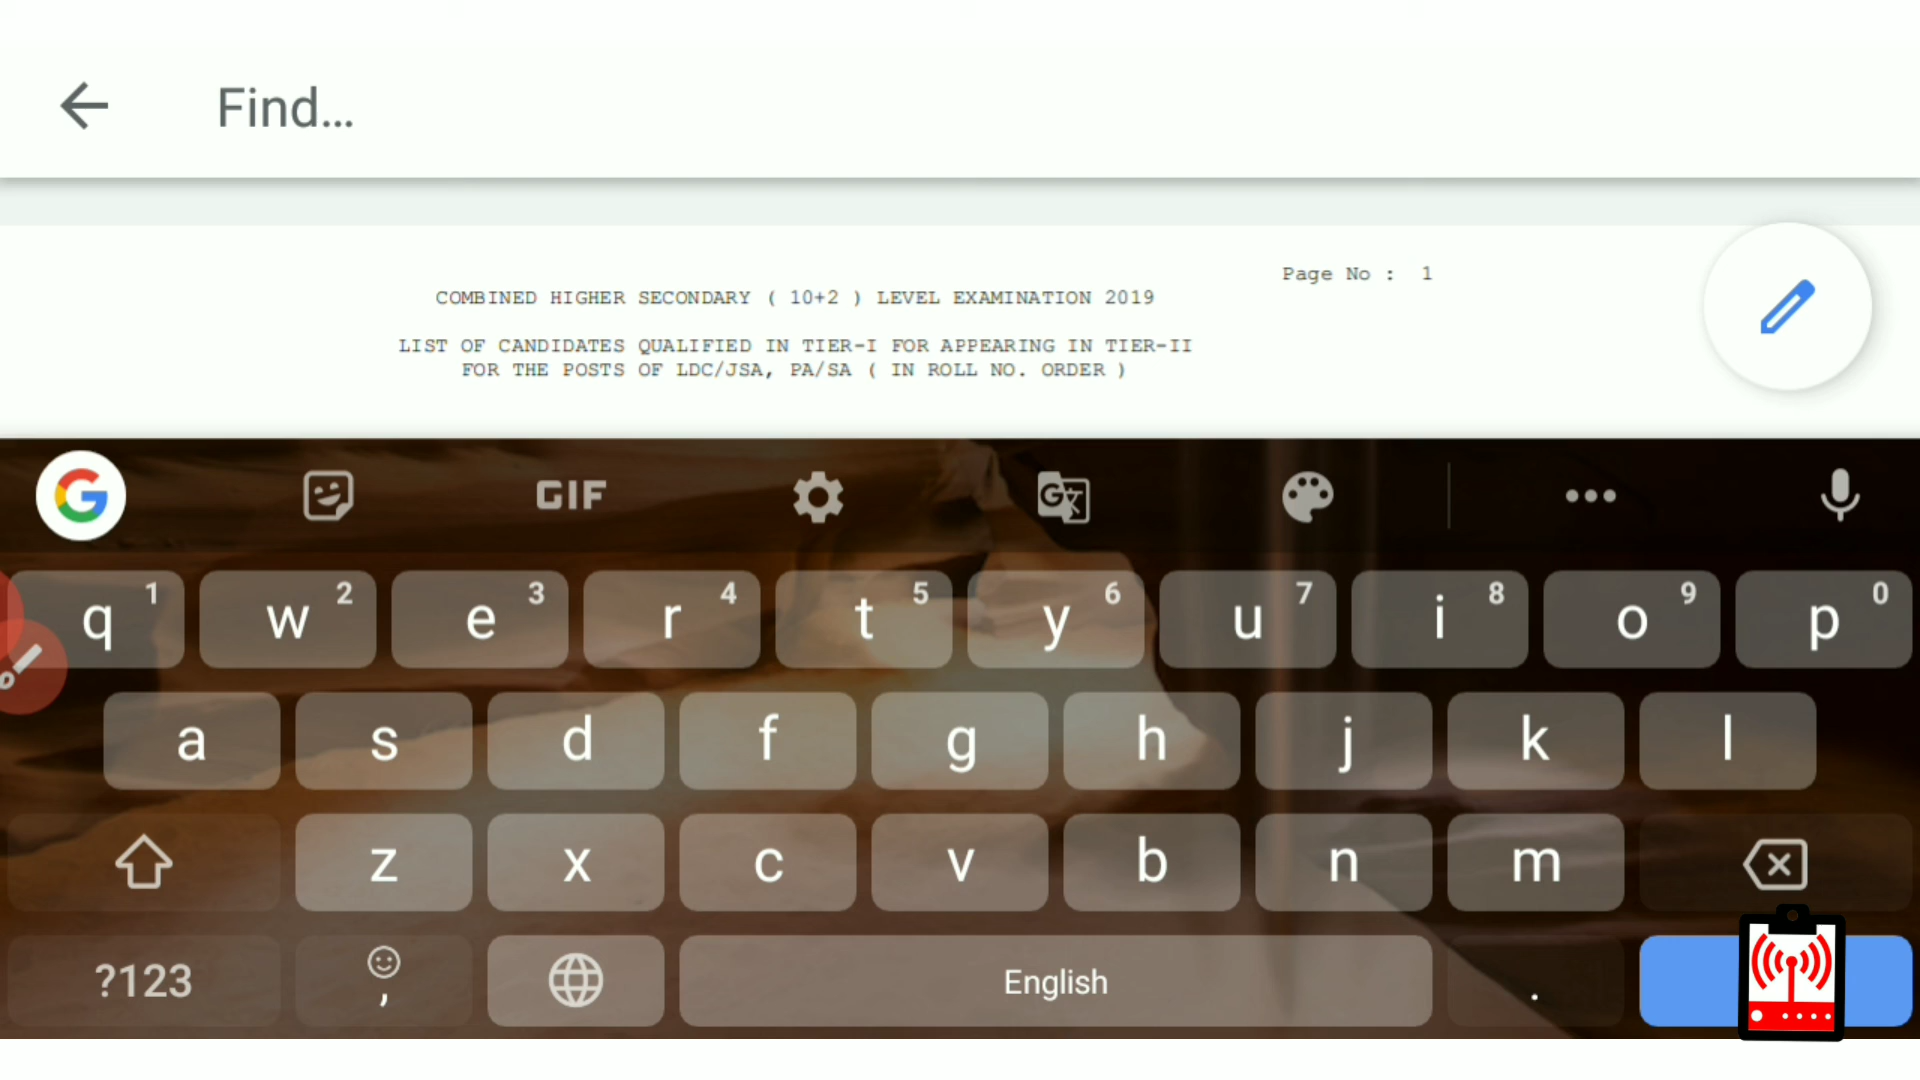 Find...
Page No : 1
COMBINED HIGHER SECONDARY ( 10+2 ) LEVEL EXAMINATION 2019
LIST OF CANDIDATES QUALIFIED IN TIER-I FOR APPEARING IN TIER-II
FOR THE POSTS OF LDC/JSA, PA/SA ( IN ROLL NO. ORDER )
G GIF G
q 1 w 2 e 3 r 4 t 5 y 6 u 7 i 8 o 9 p 0
a s d f g h j k l
z x c v b n m
?123 , English .